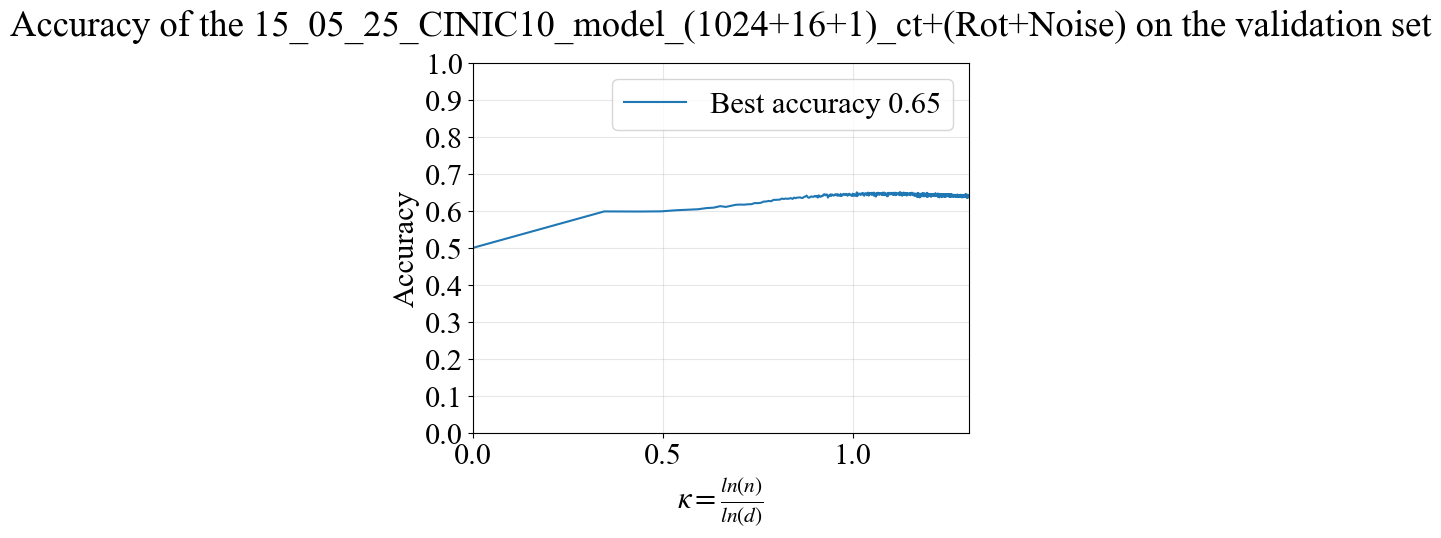 Accuracy of the 15_05_25_CINIC10_model_(1024+16+1)_ct+(Rot+Noise) on the validation set
Best accuracy 0.65
Accuracy
1.0
0.9
0.8
0.7
0.6
0.5
0.4
0.3
0.2
0.1
0.0
0.0 0.5 1.0
κ = ln(n) / ln(d)